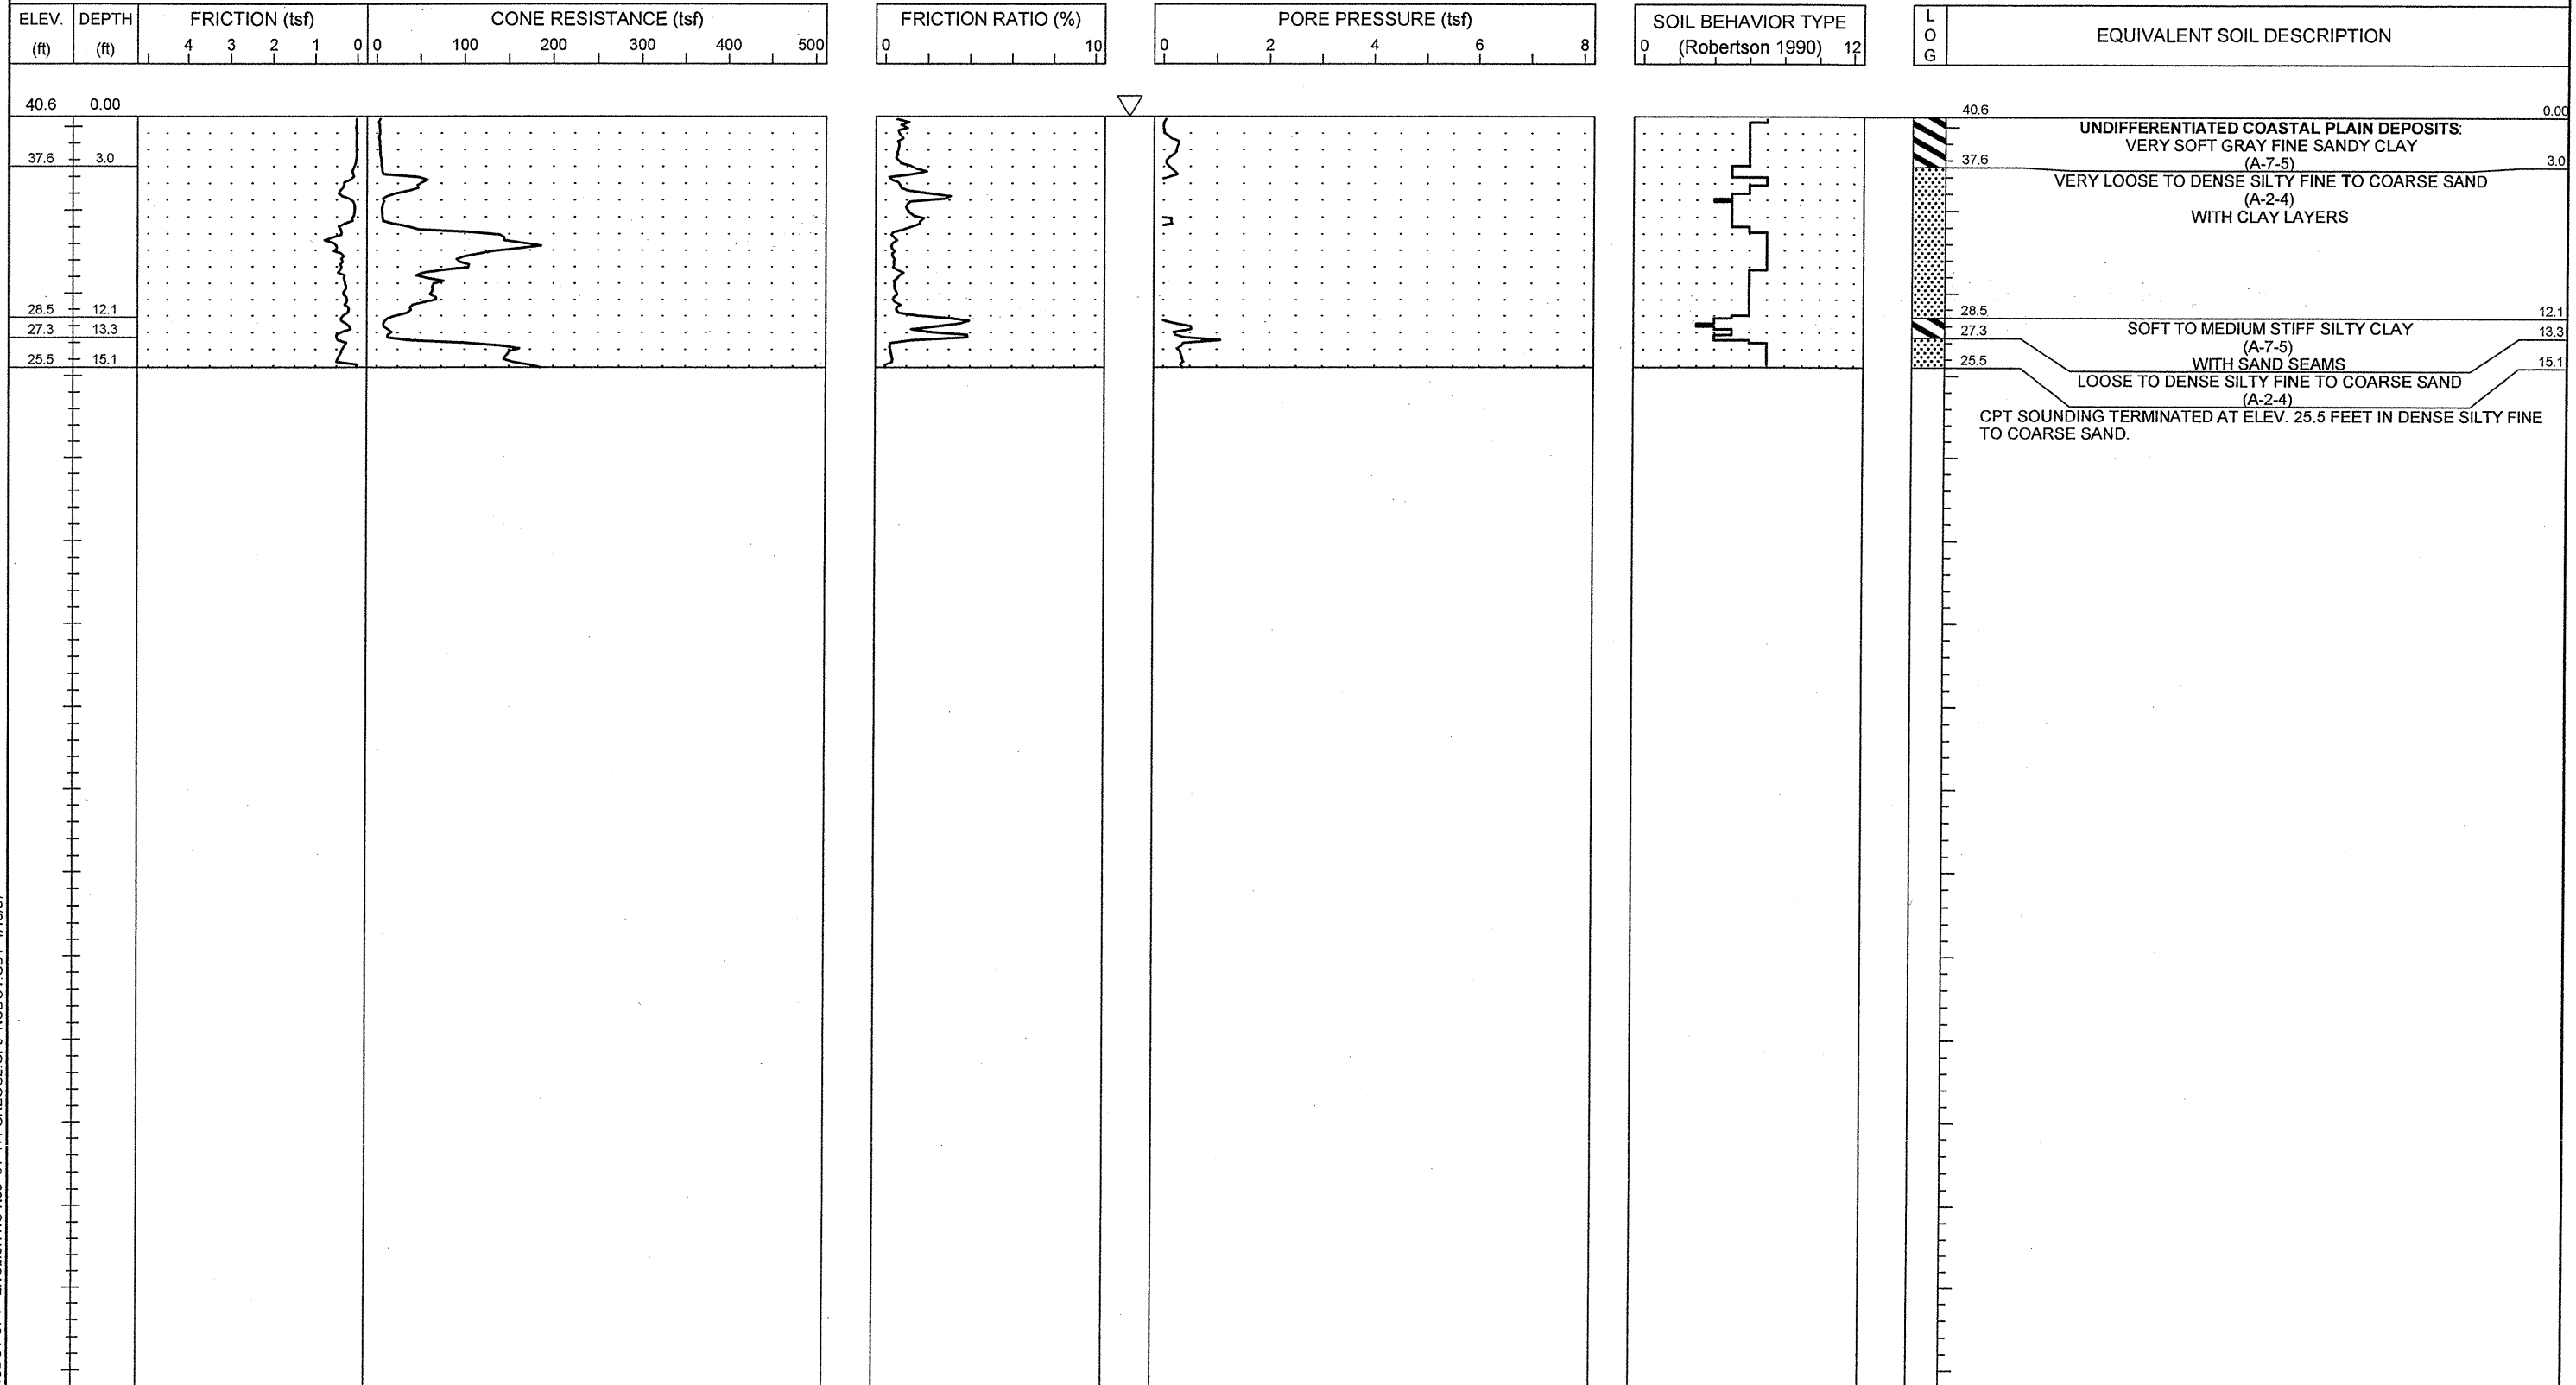 ELEV. DEPTH FRICTION (tsf) CONE RESISTANCE (tsf) FRICTION RATIO (%) PORE PRESSURE (tsf) SOIL BEHAVIOR TYPE LOG EQUIVALENT SOIL DESCRIPTION
(ft) (ft) 4 3 2 1 0 0 100 200 300 400 500 0 10 0 2 4 6 8 0 (Robertson 1990) 12
40.6 0.00
40.6 0.00
UNDIFFERENTIATED COASTAL PLAIN DEPOSITS:
VERY SOFT GRAY FINE SANDY CLAY
37.6 3.0 37.6 (A-7-5) 3.0
VERY LOOSE TO DENSE SILTY FINE TO COARSE SAND
(A-2-4)
WITH CLAY LAYERS
28.5 12.1 28.5 12.1
27.3 13.3 27.3 SOFT TO MEDIUM STIFF SILTY CLAY 13.3
(A-7-5)
25.5 15.1 25.5 WITH SAND SEAMS 15.1
LOOSE TO DENSE SILTY FINE TO COARSE SAND
(A-2-4)
CPT SOUNDING TERMINATED AT ELEV. 25.5 FEET IN DENSE SILTY FINE
TO COARSE SAND.